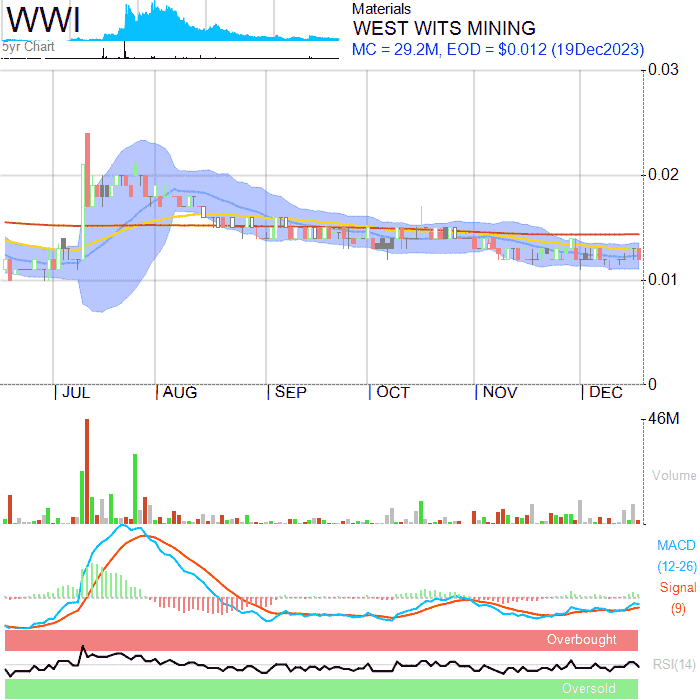 WWI
5yr Chart
Materials
WEST WITS MINING
MC = 29.2M, EOD = $0.012 (19Dec2023)
0.03
0.02
0.01
0
JUL AUG SEP OCT NOV DEC
46M
Volume
MACD
(12-26)
Signal
(9)
Overbought
RSI(14)
Oversold